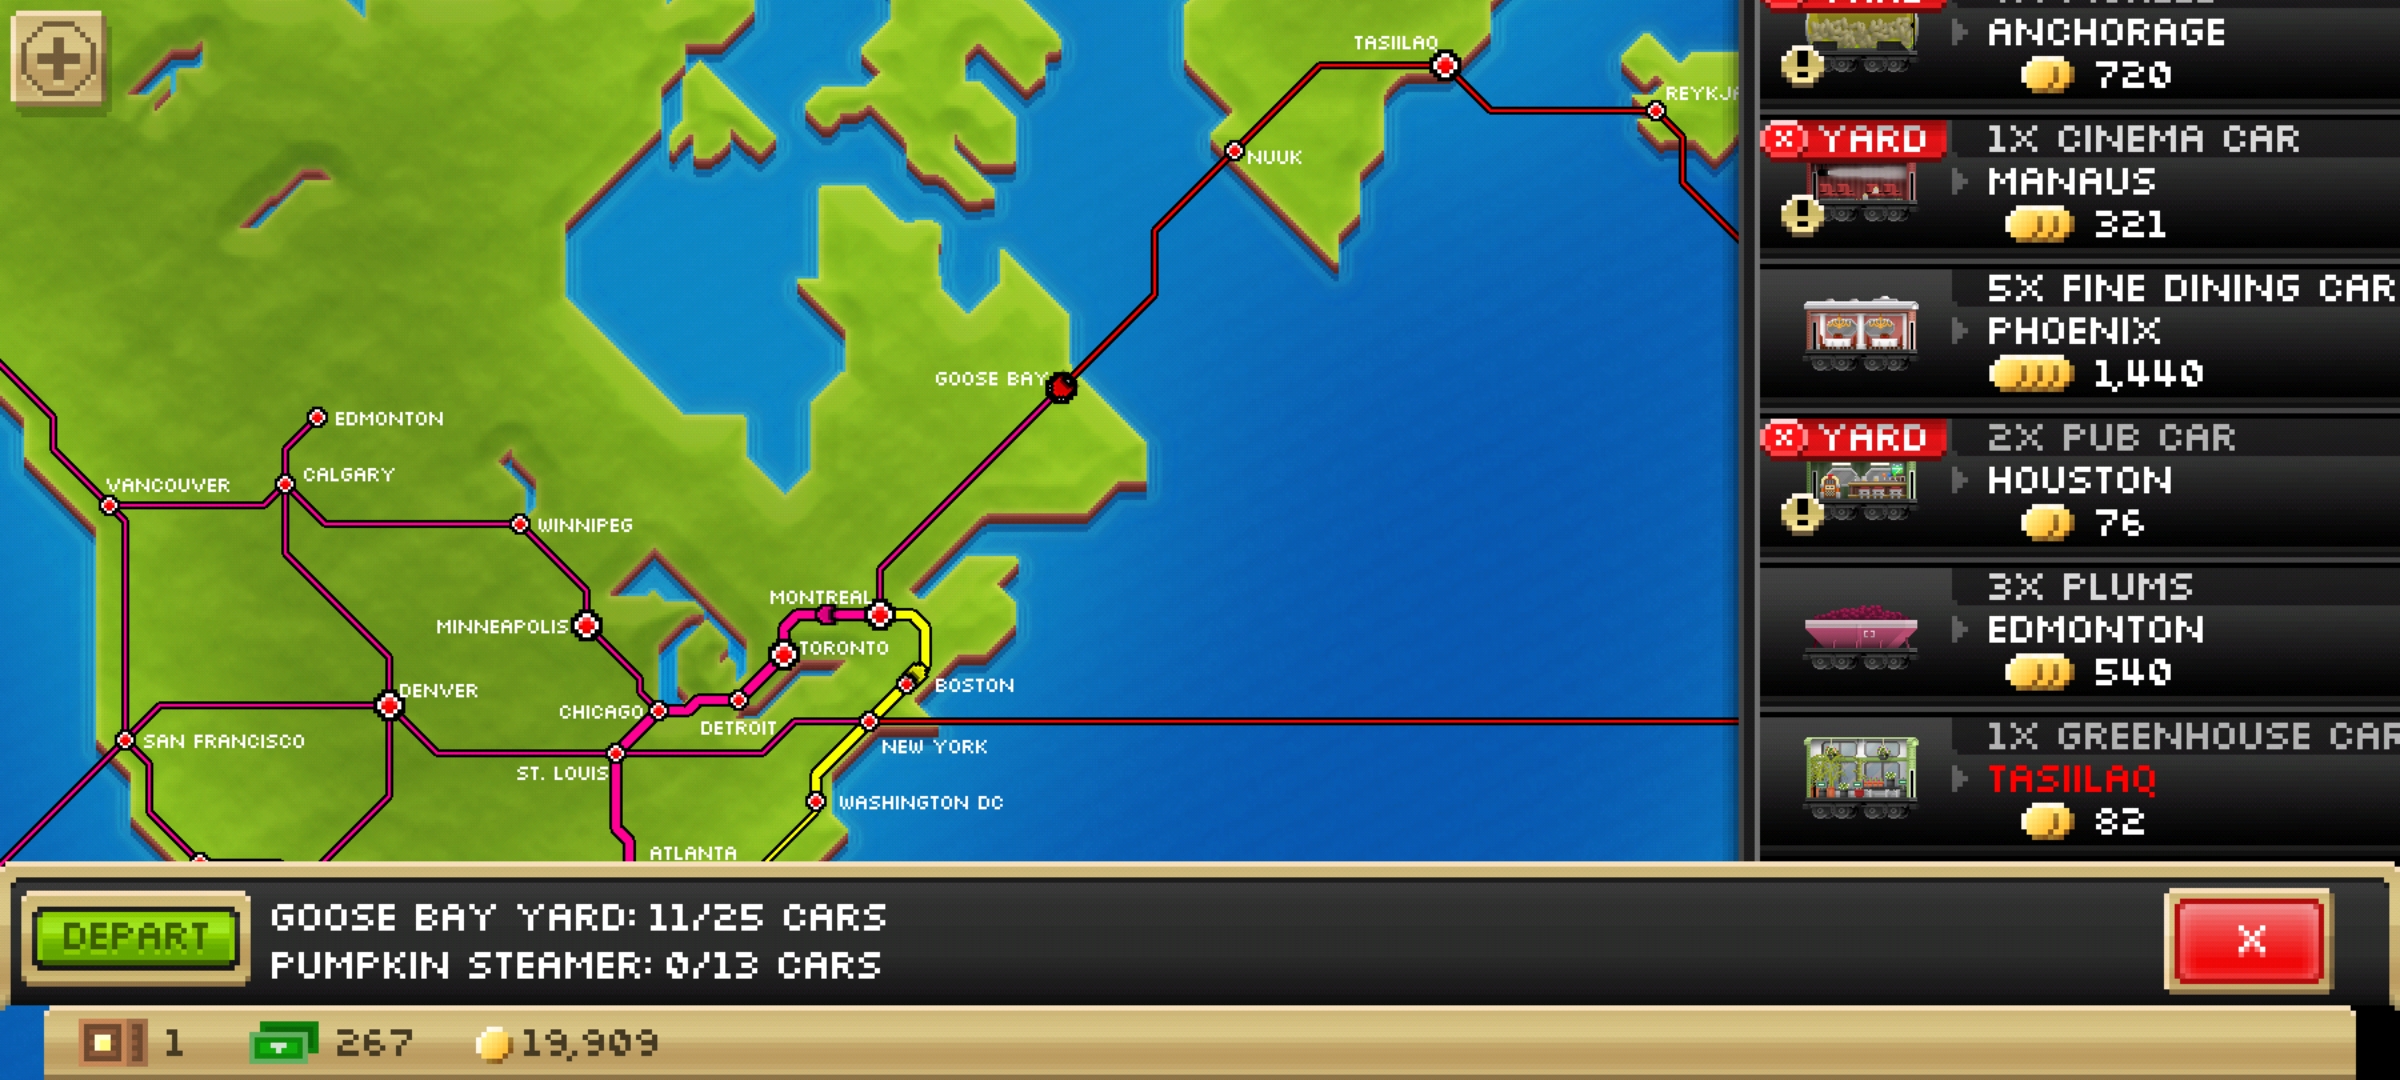 TASIILAQ
REYKJA
NUUK
GOOSE BAY
EDMONTON
CALGARY
VANCOUVER
WINNIPEG
MONTREAL
MINNEAPOLIS
TORONTO
BOSTON
DENVER
CHICAGO
DETROIT
SAN FRANCISCO
NEW YORK
ST. LOUIS
WASHINGTON DC
ATLANTA
ANCHORAGE
720
YARD
1X CINEMA CAR
MANAUS
321
5X FINE DINING CAR
PHOENIX
1,440
YARD
2X PUB CAR
HOUSTON
76
3X PLUMS
EDMONTON
540
1X GREENHOUSE CAR
TASIILAQ
82
DEPART
GOOSE BAY YARD: 11/25 CARS
PUMPKIN STEAMER: 0/13 CARS
X
1
267
19,909